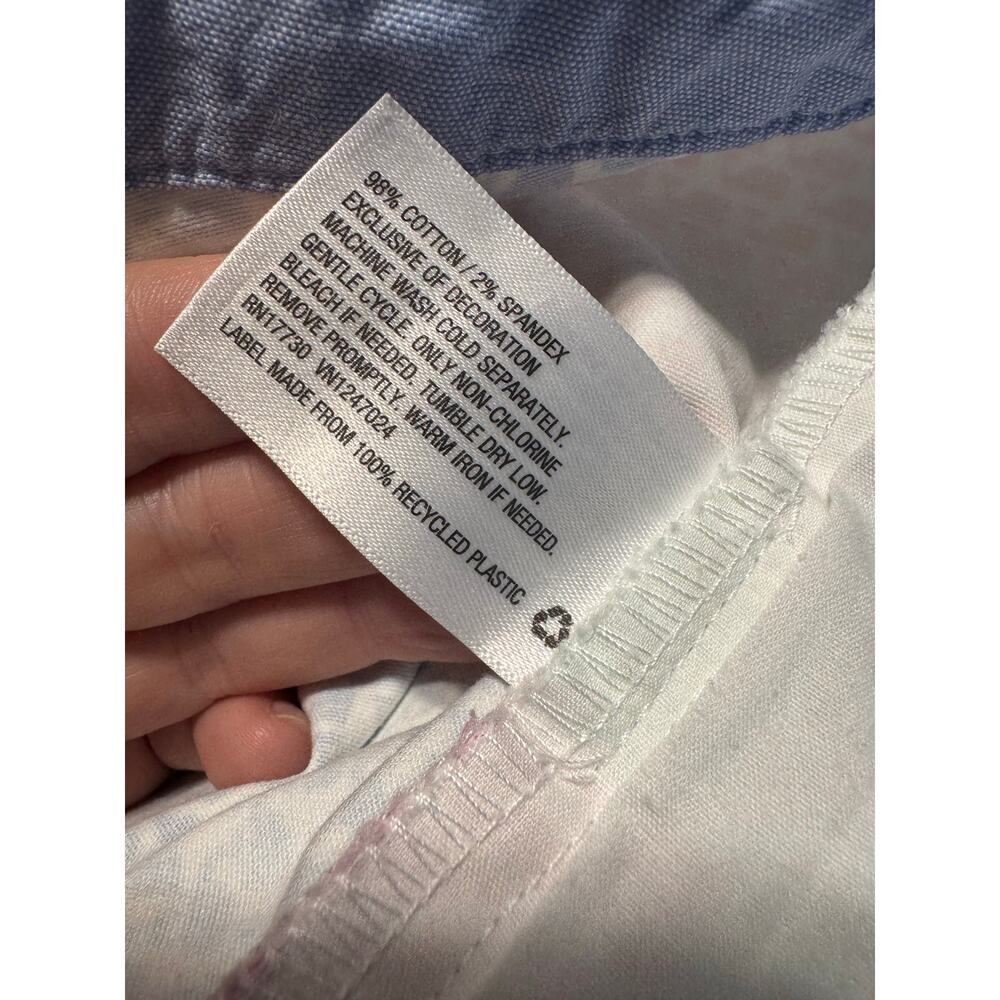 98% COTTON / 2% SPANDEX
EXCLUSIVE OF DECORATION
MACHINE WASH COLD SEPARATELY.
GENTLE CYCLE. ONLY NON-CHLORINE
BLEACH IF NEEDED. TUMBLE DRY LOW.
REMOVE PROMPTLY. WARM IRON IF NEEDED.
RN17730 VN1247024
LABEL MADE FROM 100% RECYCLED PLASTIC